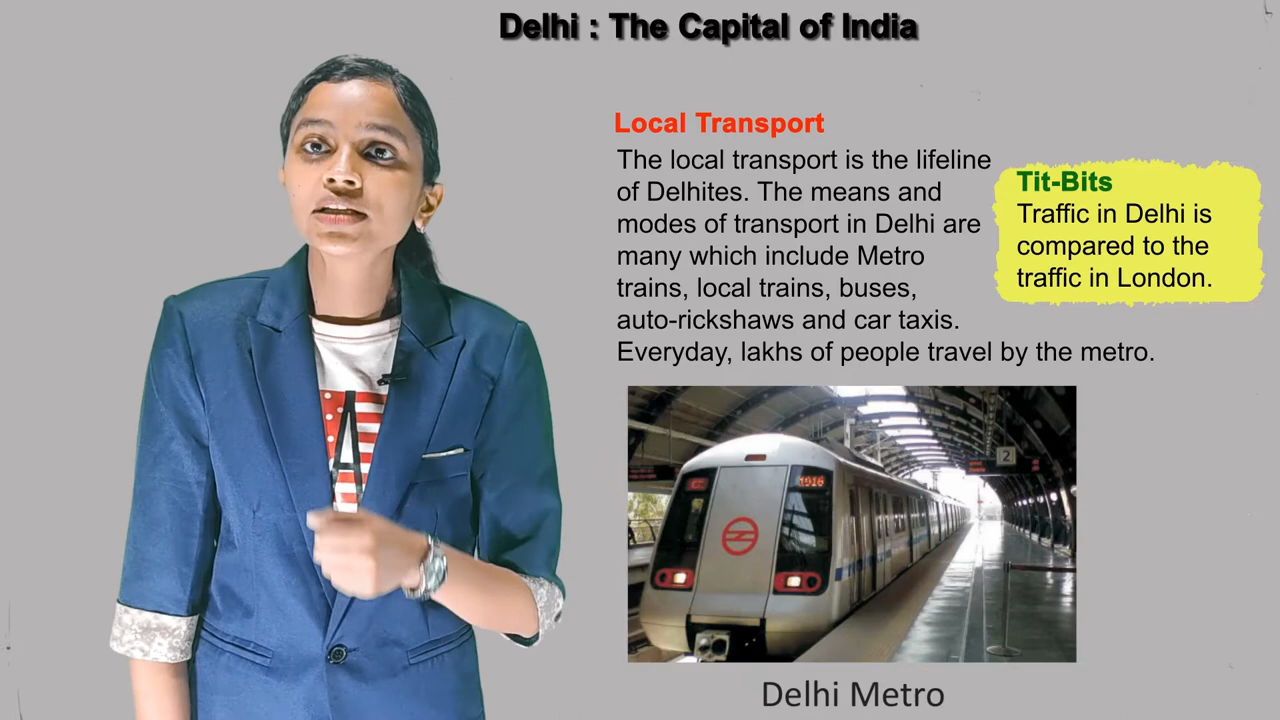 Delhi : The Capital of India
Local Transport
The local transport is the lifeline
of Delhites. The means and
modes of transport in Delhi are
many which include Metro
trains, local trains, buses,
auto-rickshaws and car taxis.
Everyday, lakhs of people travel by the metro.
Tit-Bits
Traffic in Delhi is
compared to the
traffic in London.
A
1916
2
Delhi Metro